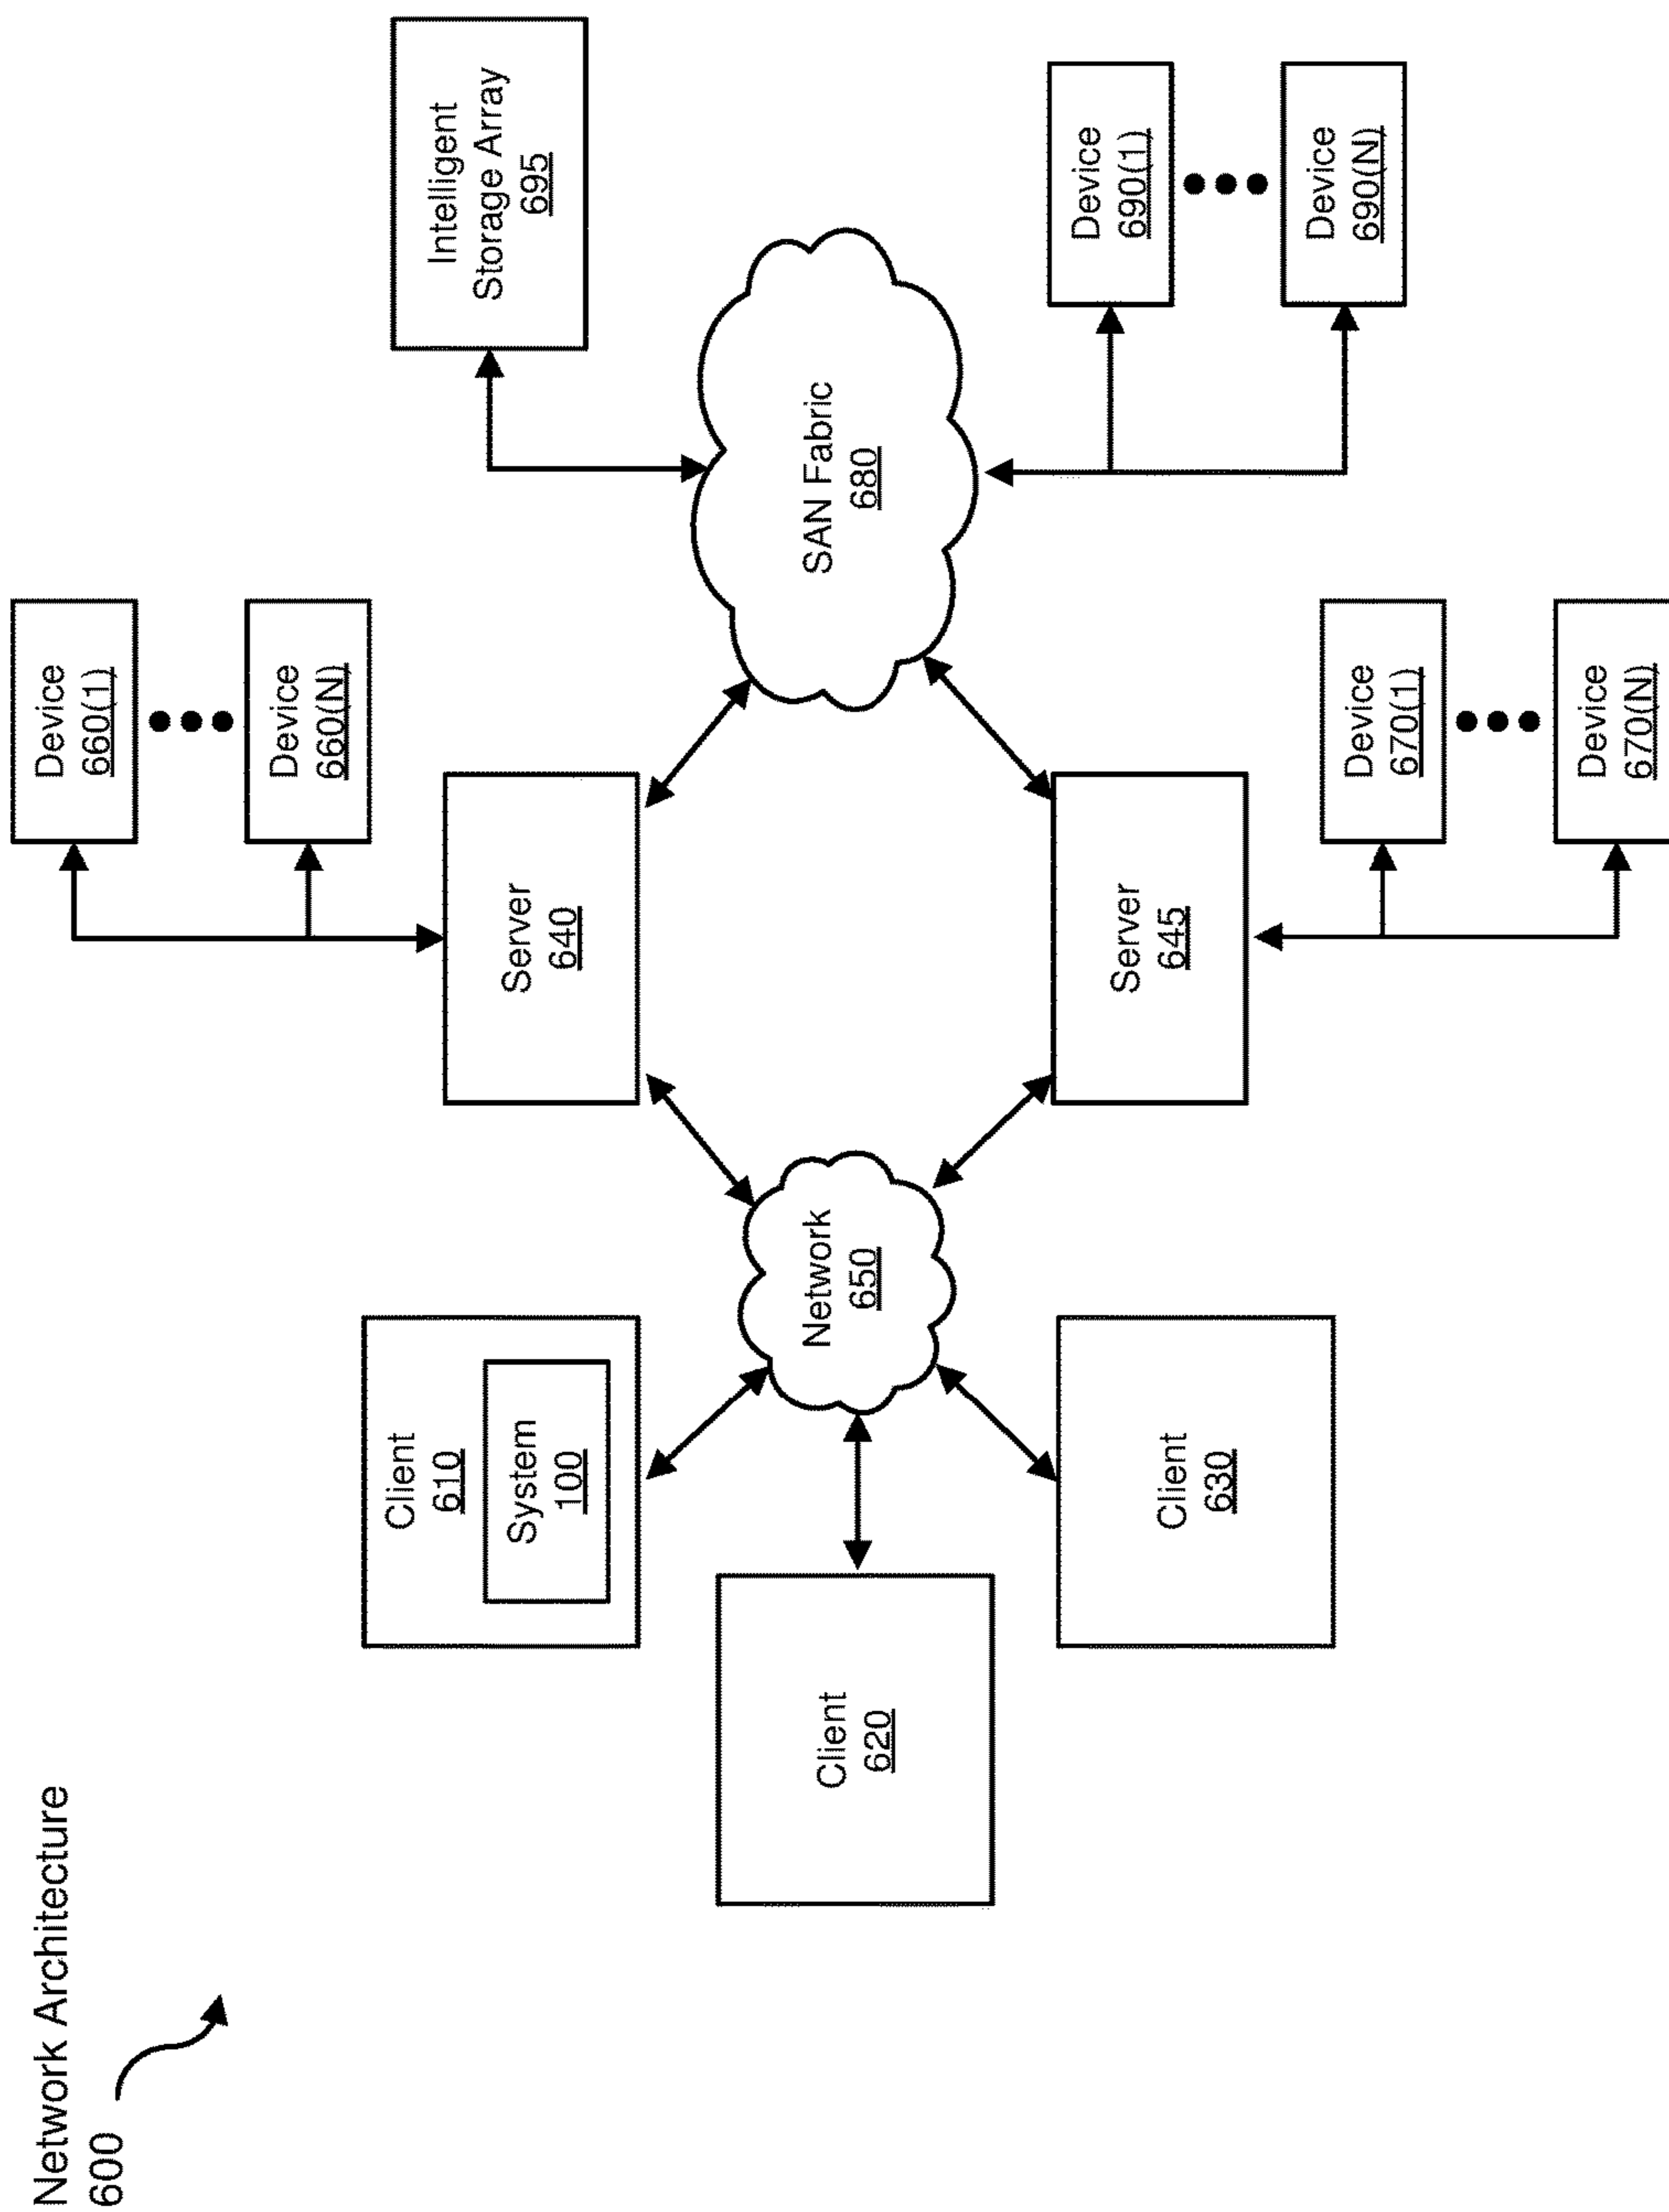 Network Architecture
600
Client
610
System
100
Client
620
Client
630
Network
650
Server
640
Server
645
Device
660(1)
Device
660(N)
Device
670(1)
Device
670(N)
SAN Fabric
680
Intelligent
Storage Array
695
Device
690(1)
Device
690(N)